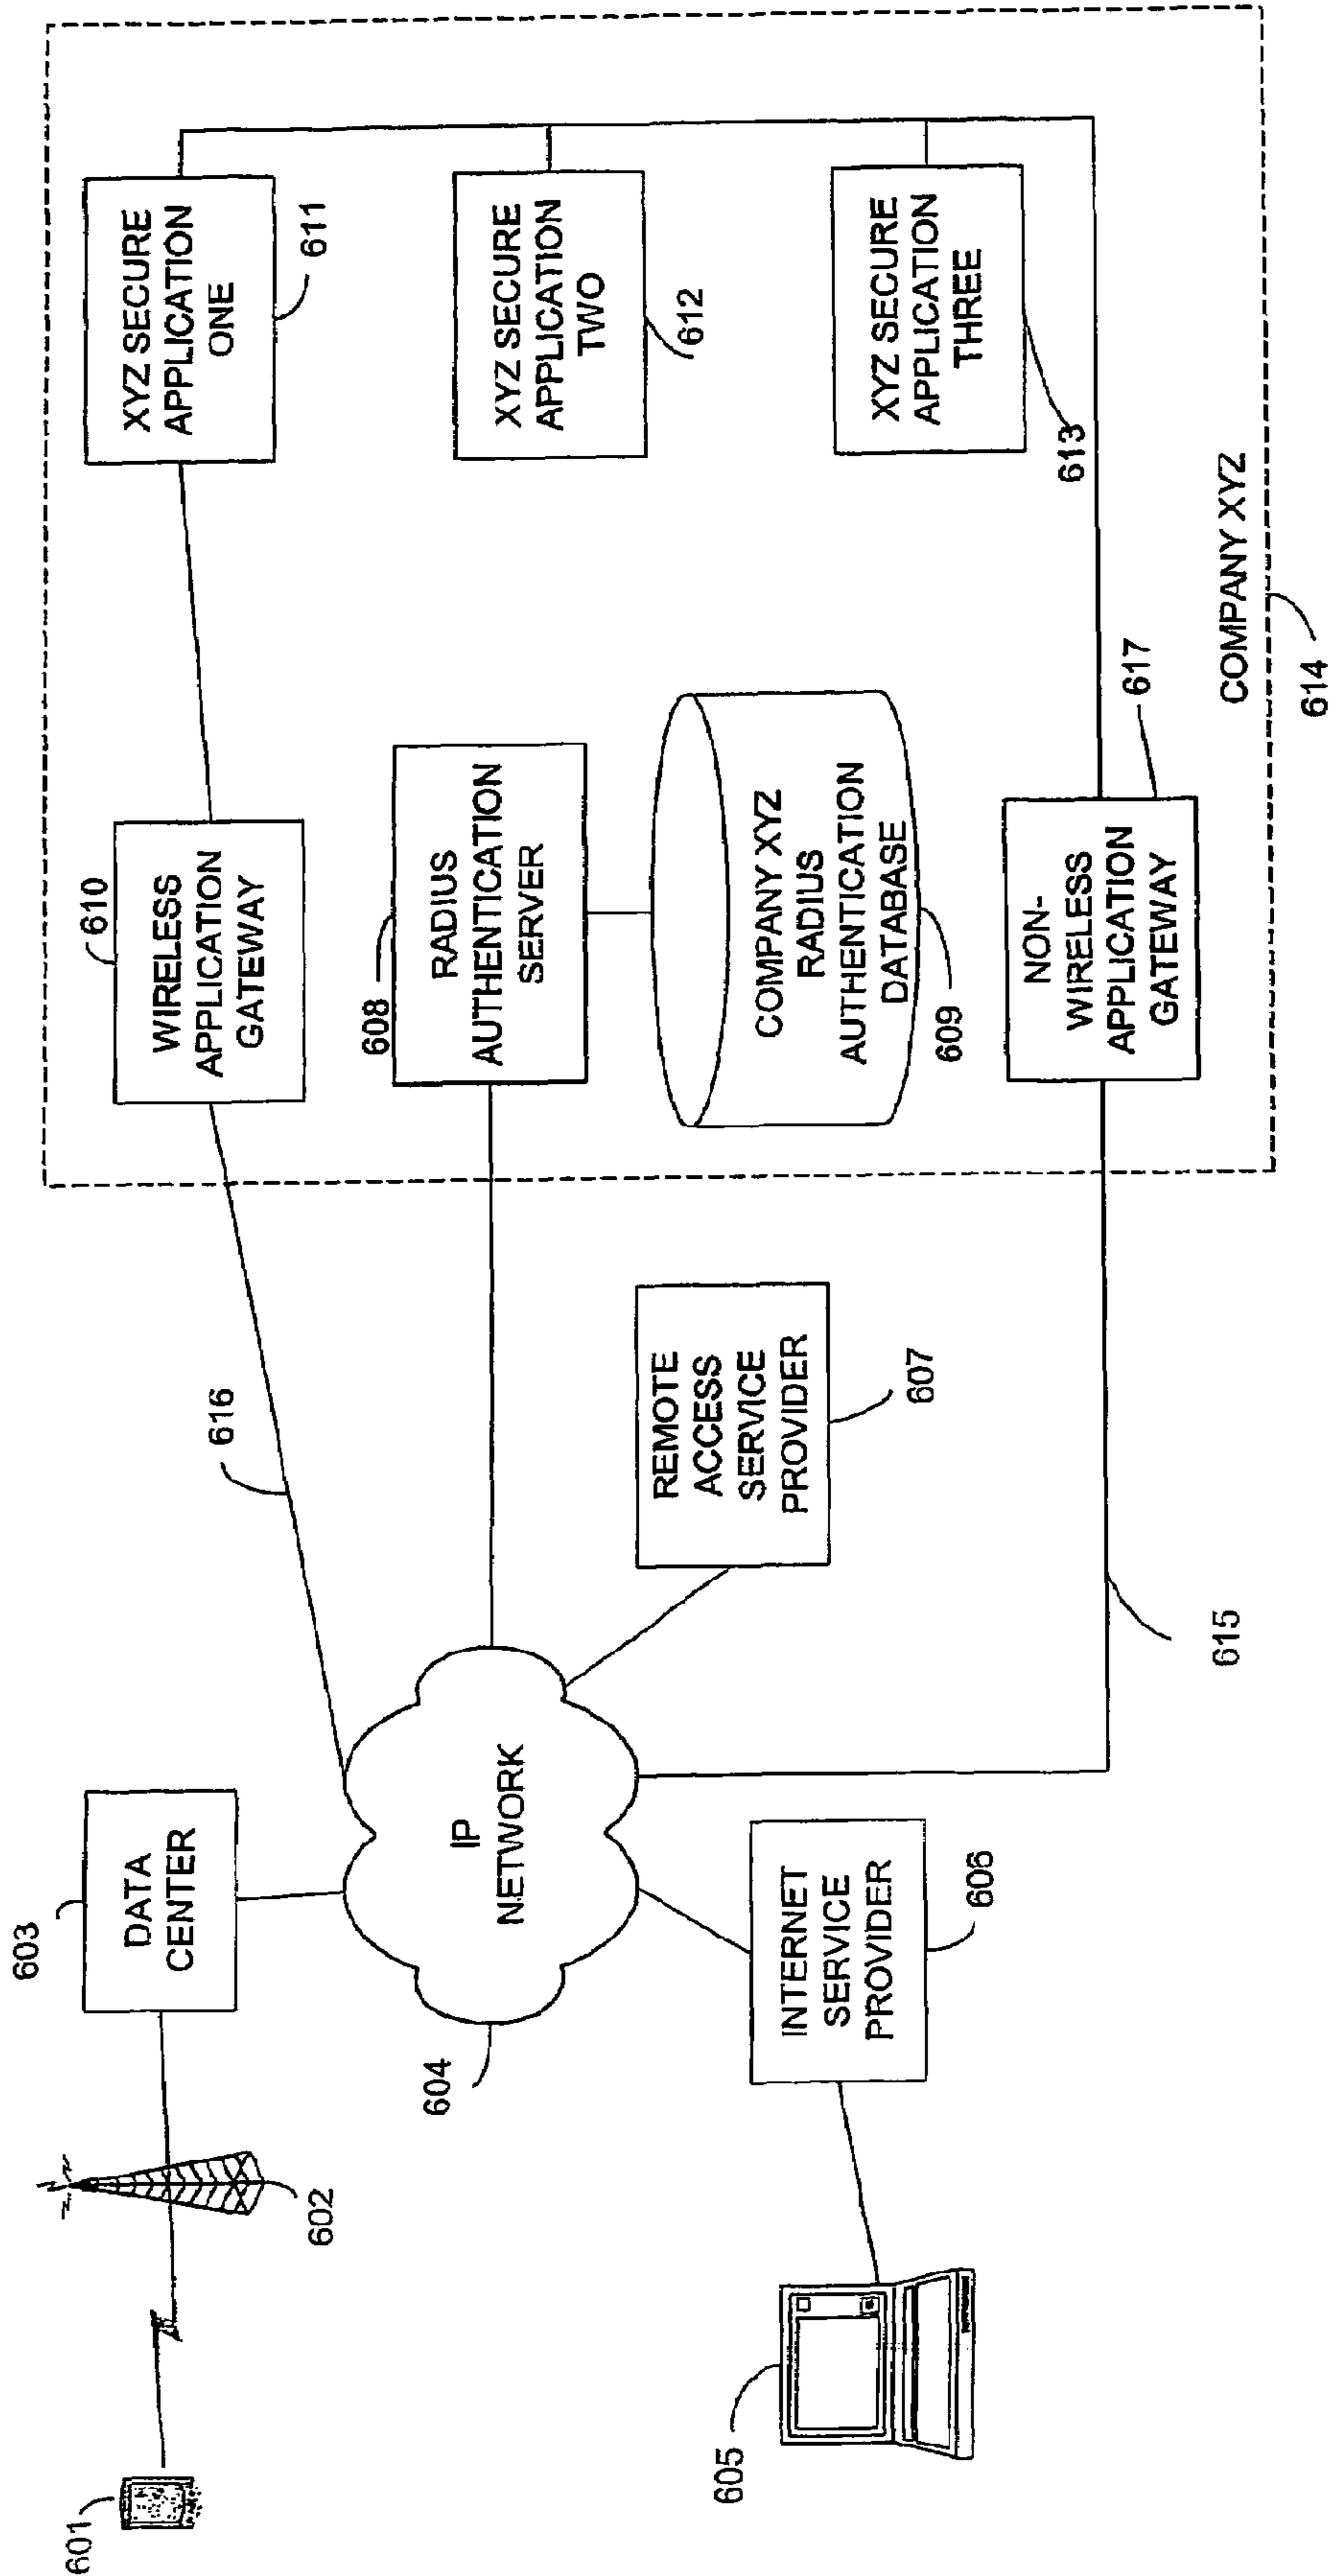 601
602
603
DATA
CENTER
604
IP
NETWORK
605
606
INTERNET
SERVICE
PROVIDER
616
REMOTE
ACCESS
SERVICE
PROVIDER
607
615
610
WIRELESS
APPLICATION
GATEWAY
608
RADIUS
AUTHENTICATION
SERVER
COMPANY XYZ
RADIUS
AUTHENTICATION
DATABASE
609
NON-
WIRELESS
APPLICATION
GATEWAY
617
XYZ SECURE
APPLICATION
ONE
611
XYZ SECURE
APPLICATION
TWO
612
XYZ SECURE
APPLICATION
THREE
613
COMPANY XYZ
614